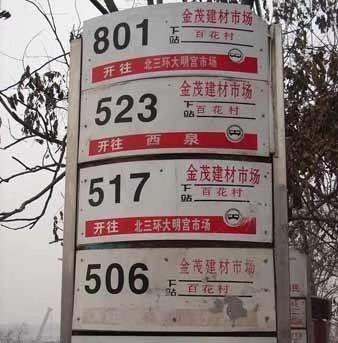 801 金茂建材市场
下站 百花村
开往 北三环大明宫市场
523 金茂建材市场
下站 百花村
开往 西泉
517 金茂建材市场
下站 百花村
开往 北三环大明宫市场
506 金茂建材市场
下站 百花村